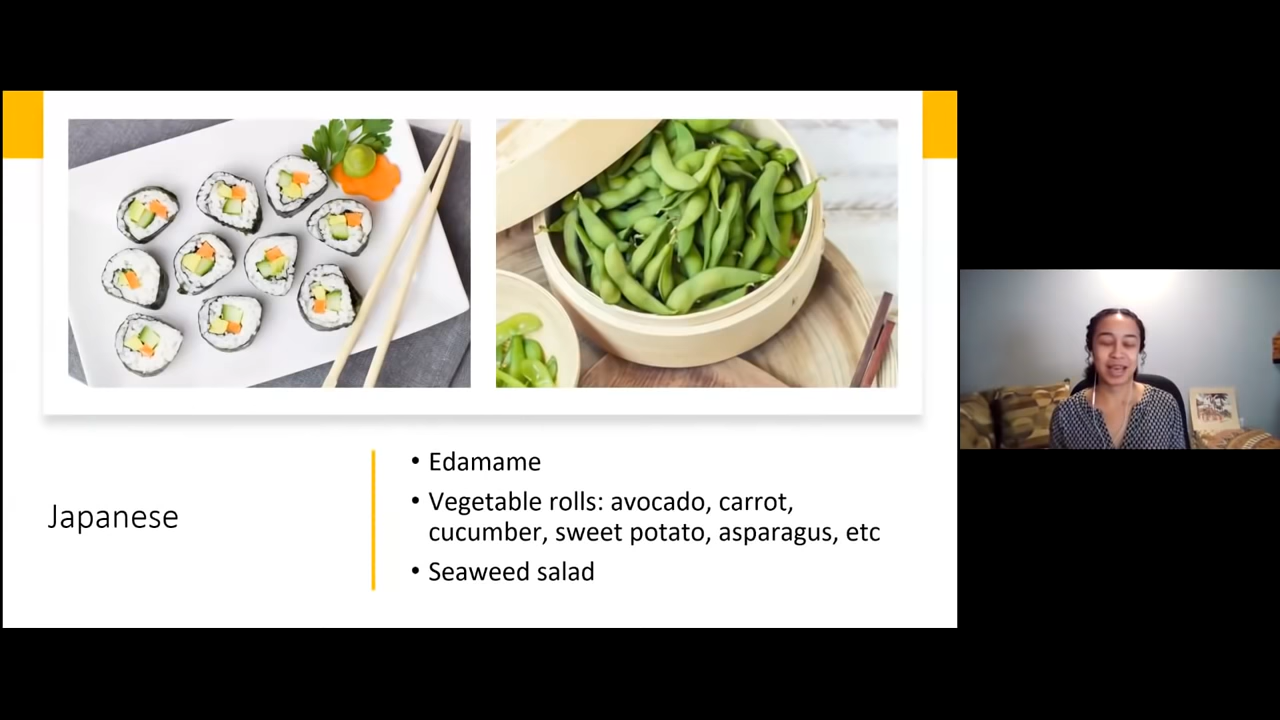 Japanese
• Edamame
• Vegetable rolls: avocado, carrot,
cucumber, sweet potato, asparagus, etc
• Seaweed salad